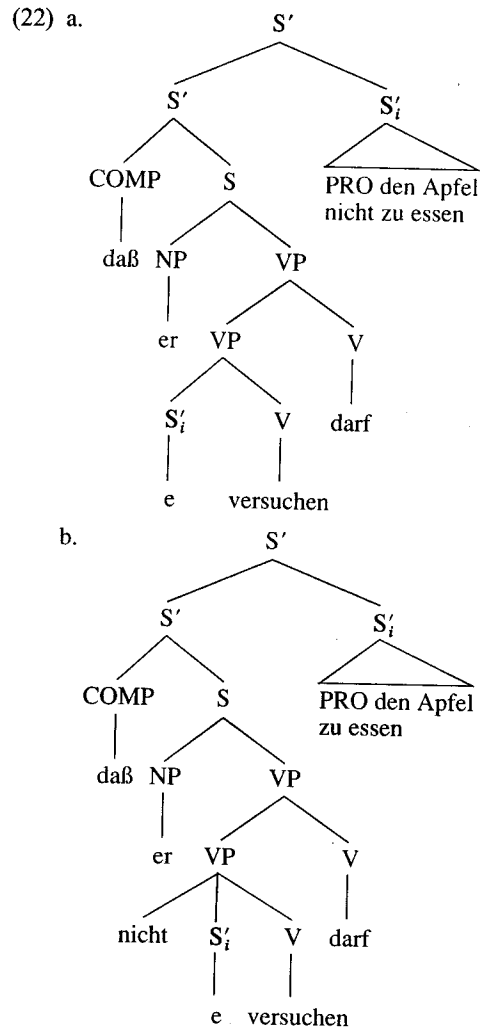 (22) a. S′
S′ S′i
COMP S PRO den Apfel
nicht zu essen
daß NP VP
er VP V
S′i V darf
e versuchen
b. S′
S′ S′i
COMP S PRO den Apfel
zu essen
daß NP VP
er VP V
nicht S′i V darf
e versuchen